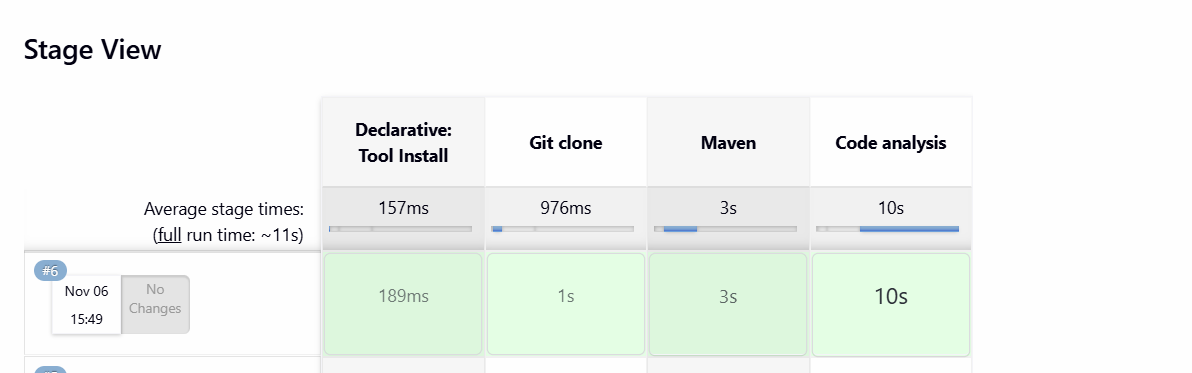 Stage View
Declarative:
Tool Install
Git clone
Maven
Code analysis
Average stage times:
(full run time: ~11s)
157ms
976ms
3s
10s
#6
Nov 06
15:49
No
Changes
189ms
1s
3s
10s